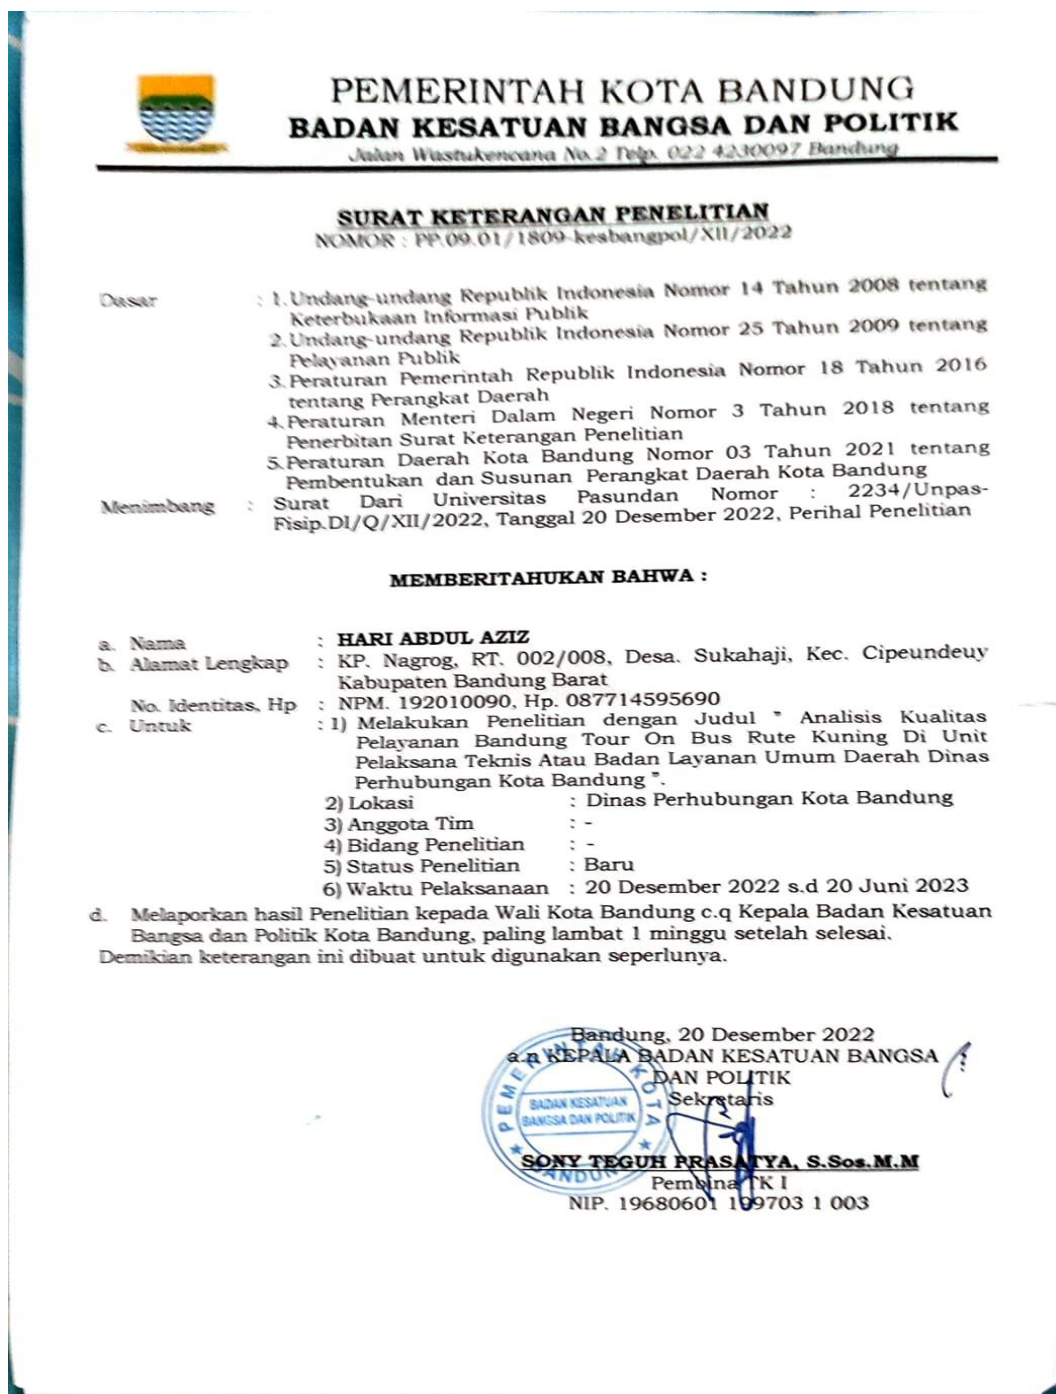 PEMERINTAH KOTA BANDUNG
BADAN KESATUAN BANGSA DAN POLITIK
Jalan Wastukencana No.2 Telp. 022 4230097 Bandung
SURAT KETERANGAN PENELITIAN
NOMOR : PP.09.01/1809-kesbangpol/XII/2022
Dasar : 1. Undang-undang Republik Indonesia Nomor 14 Tahun 2008 tentang
Keterbukaan Informasi Publik
2. Undang-undang Republik Indonesia Nomor 25 Tahun 2009 tentang
Pelayanan Publik
3. Peraturan Pemerintah Republik Indonesia Nomor 18 Tahun 2016
tentang Perangkat Daerah
4. Peraturan Menteri Dalam Negeri Nomor 3 Tahun 2018 tentang
Penerbitan Surat Keterangan Penelitian
5. Peraturan Daerah Kota Bandung Nomor 03 Tahun 2021 tentang
Pembentukan dan Susunan Perangkat Daerah Kota Bandung
Menimbang : Surat Dari Universitas Pasundan Nomor : 2234/Unpas-
Fisip.D1/Q/XII/2022, Tanggal 20 Desember 2022, Perihal Penelitian
MEMBERITAHUKAN BAHWA :
a. Nama : HARI ABDUL AZIZ
b. Alamat Lengkap : KP. Nagrog, RT. 002/008, Desa. Sukahaji, Kec. Cipeundeuy
Kabupaten Bandung Barat
No. Identitas, Hp : NPM. 192010090, Hp. 087714595690
c. Untuk : 1) Melakukan Penelitian dengan Judul " Analisis Kualitas
Pelayanan Bandung Tour On Bus Rute Kuning Di Unit
Pelaksana Teknis Atau Badan Layanan Umum Daerah Dinas
Perhubungan Kota Bandung ".
2) Lokasi : Dinas Perhubungan Kota Bandung
3) Anggota Tim : -
4) Bidang Penelitian : -
5) Status Penelitian : Baru
6) Waktu Pelaksanaan : 20 Desember 2022 s.d 20 Juni 2023
d. Melaporkan hasil Penelitian kepada Wali Kota Bandung c.q Kepala Badan Kesatuan
Bangsa dan Politik Kota Bandung, paling lambat 1 minggu setelah selesai.
Demikian keterangan ini dibuat untuk digunakan seperlunya.
Bandung, 20 Desember 2022
a.n KEPALA BADAN KESATUAN BANGSA
DAN POLITIK
Sekretaris
PEMERINTAH KOTA
BADAN KESATUAN
BANGSA DAN POLITIK
BANDUNG
SONY TEGUH PRASATYA, S.Sos.M.M
Pembina TK I
NIP. 19680601 199703 1 003